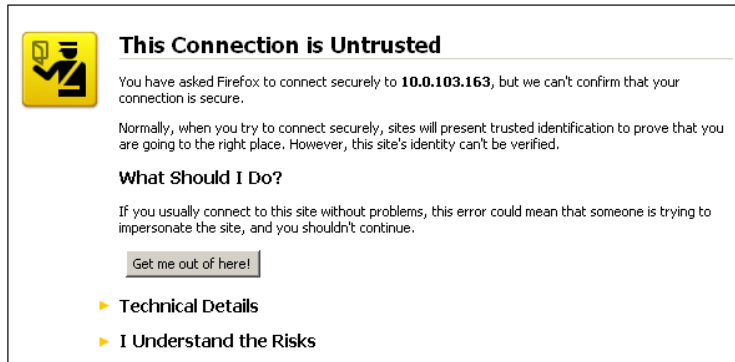 This Connection is Untrusted
You have asked Firefox to connect securely to 10.0.103.163, but we can't confirm that your
connection is secure.
Normally, when you try to connect securely, sites will present trusted identification to prove that you
are going to the right place. However, this site's identity can't be verified.
What Should I Do?
If you usually connect to this site without problems, this error could mean that someone is trying to
impersonate the site, and you shouldn't continue.
Get me out of here!
Technical Details
I Understand the Risks